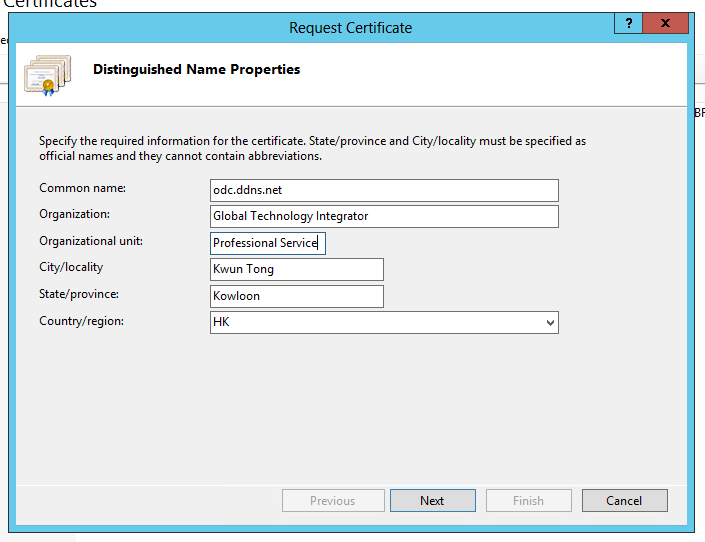 Certificates
Request Certificate
?
x
Distinguished Name Properties
Specify the required information for the certificate. State/province and City/locality must be specified as
official names and they cannot contain abbreviations.
Common name: odc.ddns.net
Organization: Global Technology Integrator
Organizational unit: Professional Service
City/locality Kwun Tong
State/province: Kowloon
Country/region: HK
Previous Next Finish Cancel